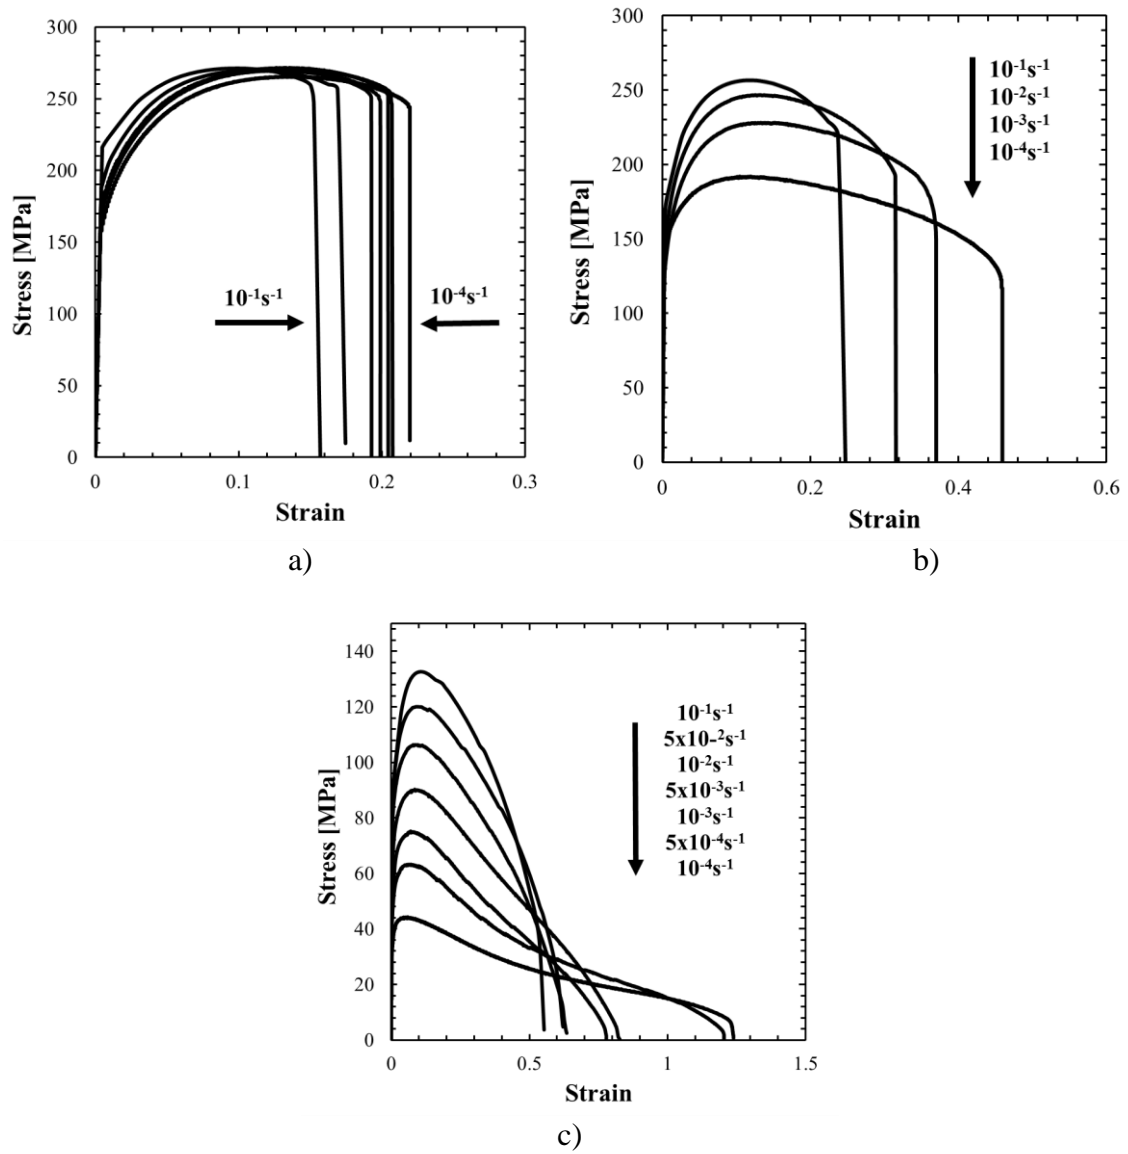 300
250
200
150
100
50
0
0
0.1
0.2
0.3
Stress [MPa]
Strain
10⁻¹s⁻¹
10⁻⁴s⁻¹
a)
300
250
200
150
100
50
0
0
0.2
0.4
0.6
Stress [MPa]
Strain
10⁻¹s⁻¹
10⁻²s⁻¹
10⁻³s⁻¹
10⁻⁴s⁻¹
b)
140
120
100
80
60
40
20
0
0
0.5
1
1.5
Stress [MPa]
Strain
10⁻¹s⁻¹
5x10-²s⁻¹
10⁻²s⁻¹
5x10⁻³s⁻¹
10⁻³s⁻¹
5x10⁻⁴s⁻¹
10⁻⁴s⁻¹
c)